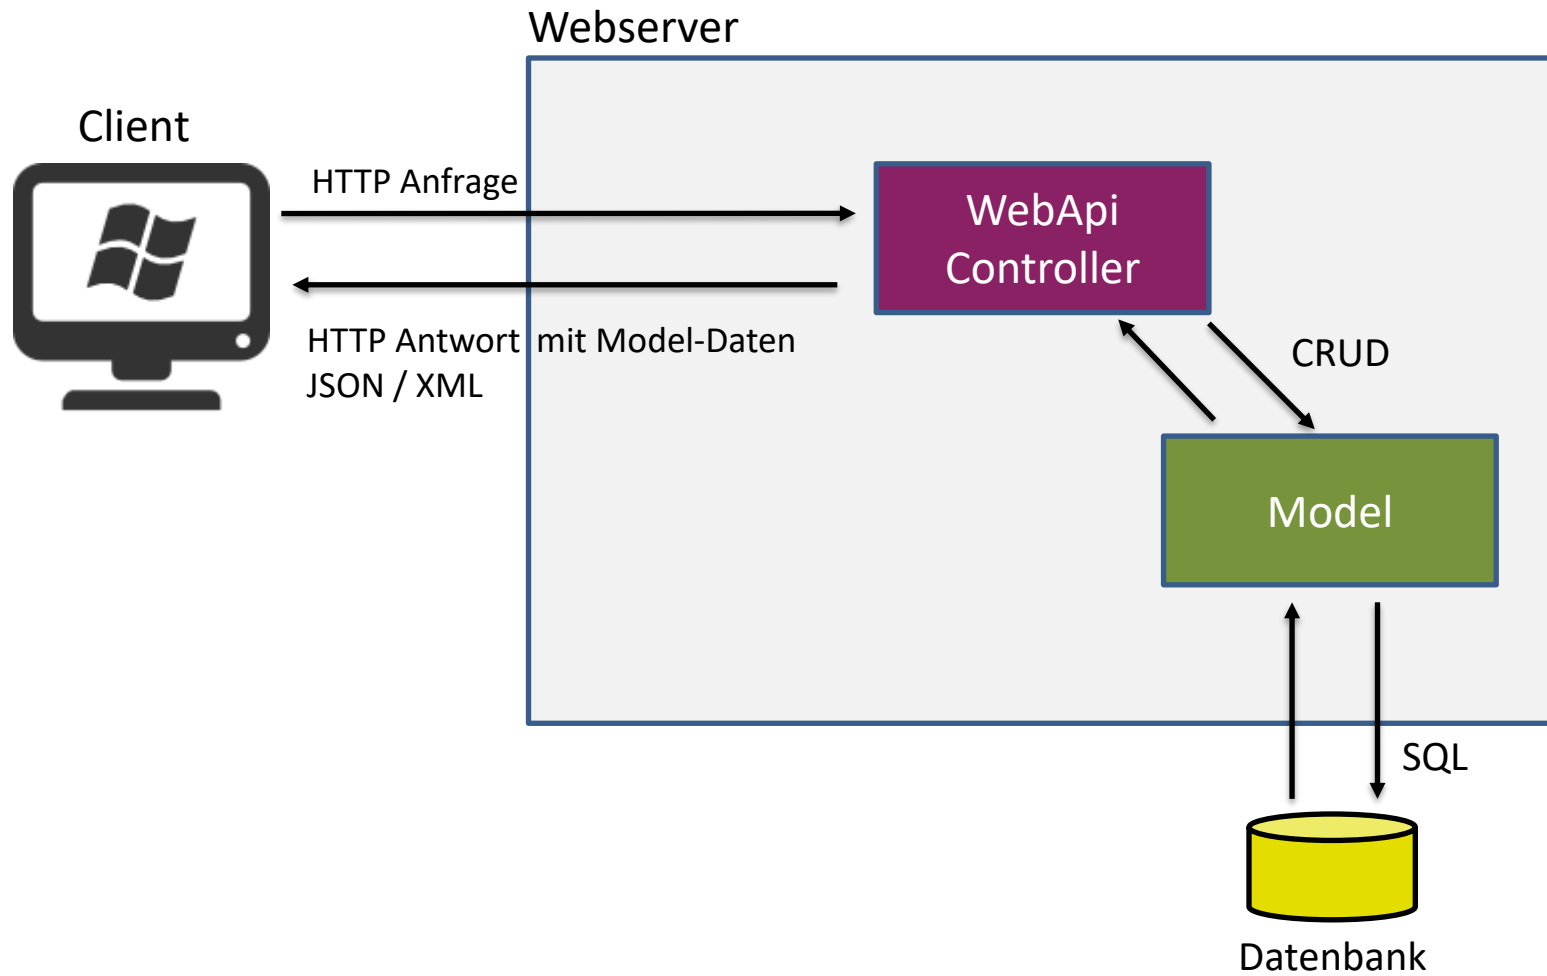 Webserver
Client
HTTP Anfrage
WebApi
Controller
HTTP Antwort mit Model-Daten
JSON / XML
CRUD
Model
SQL
Datenbank